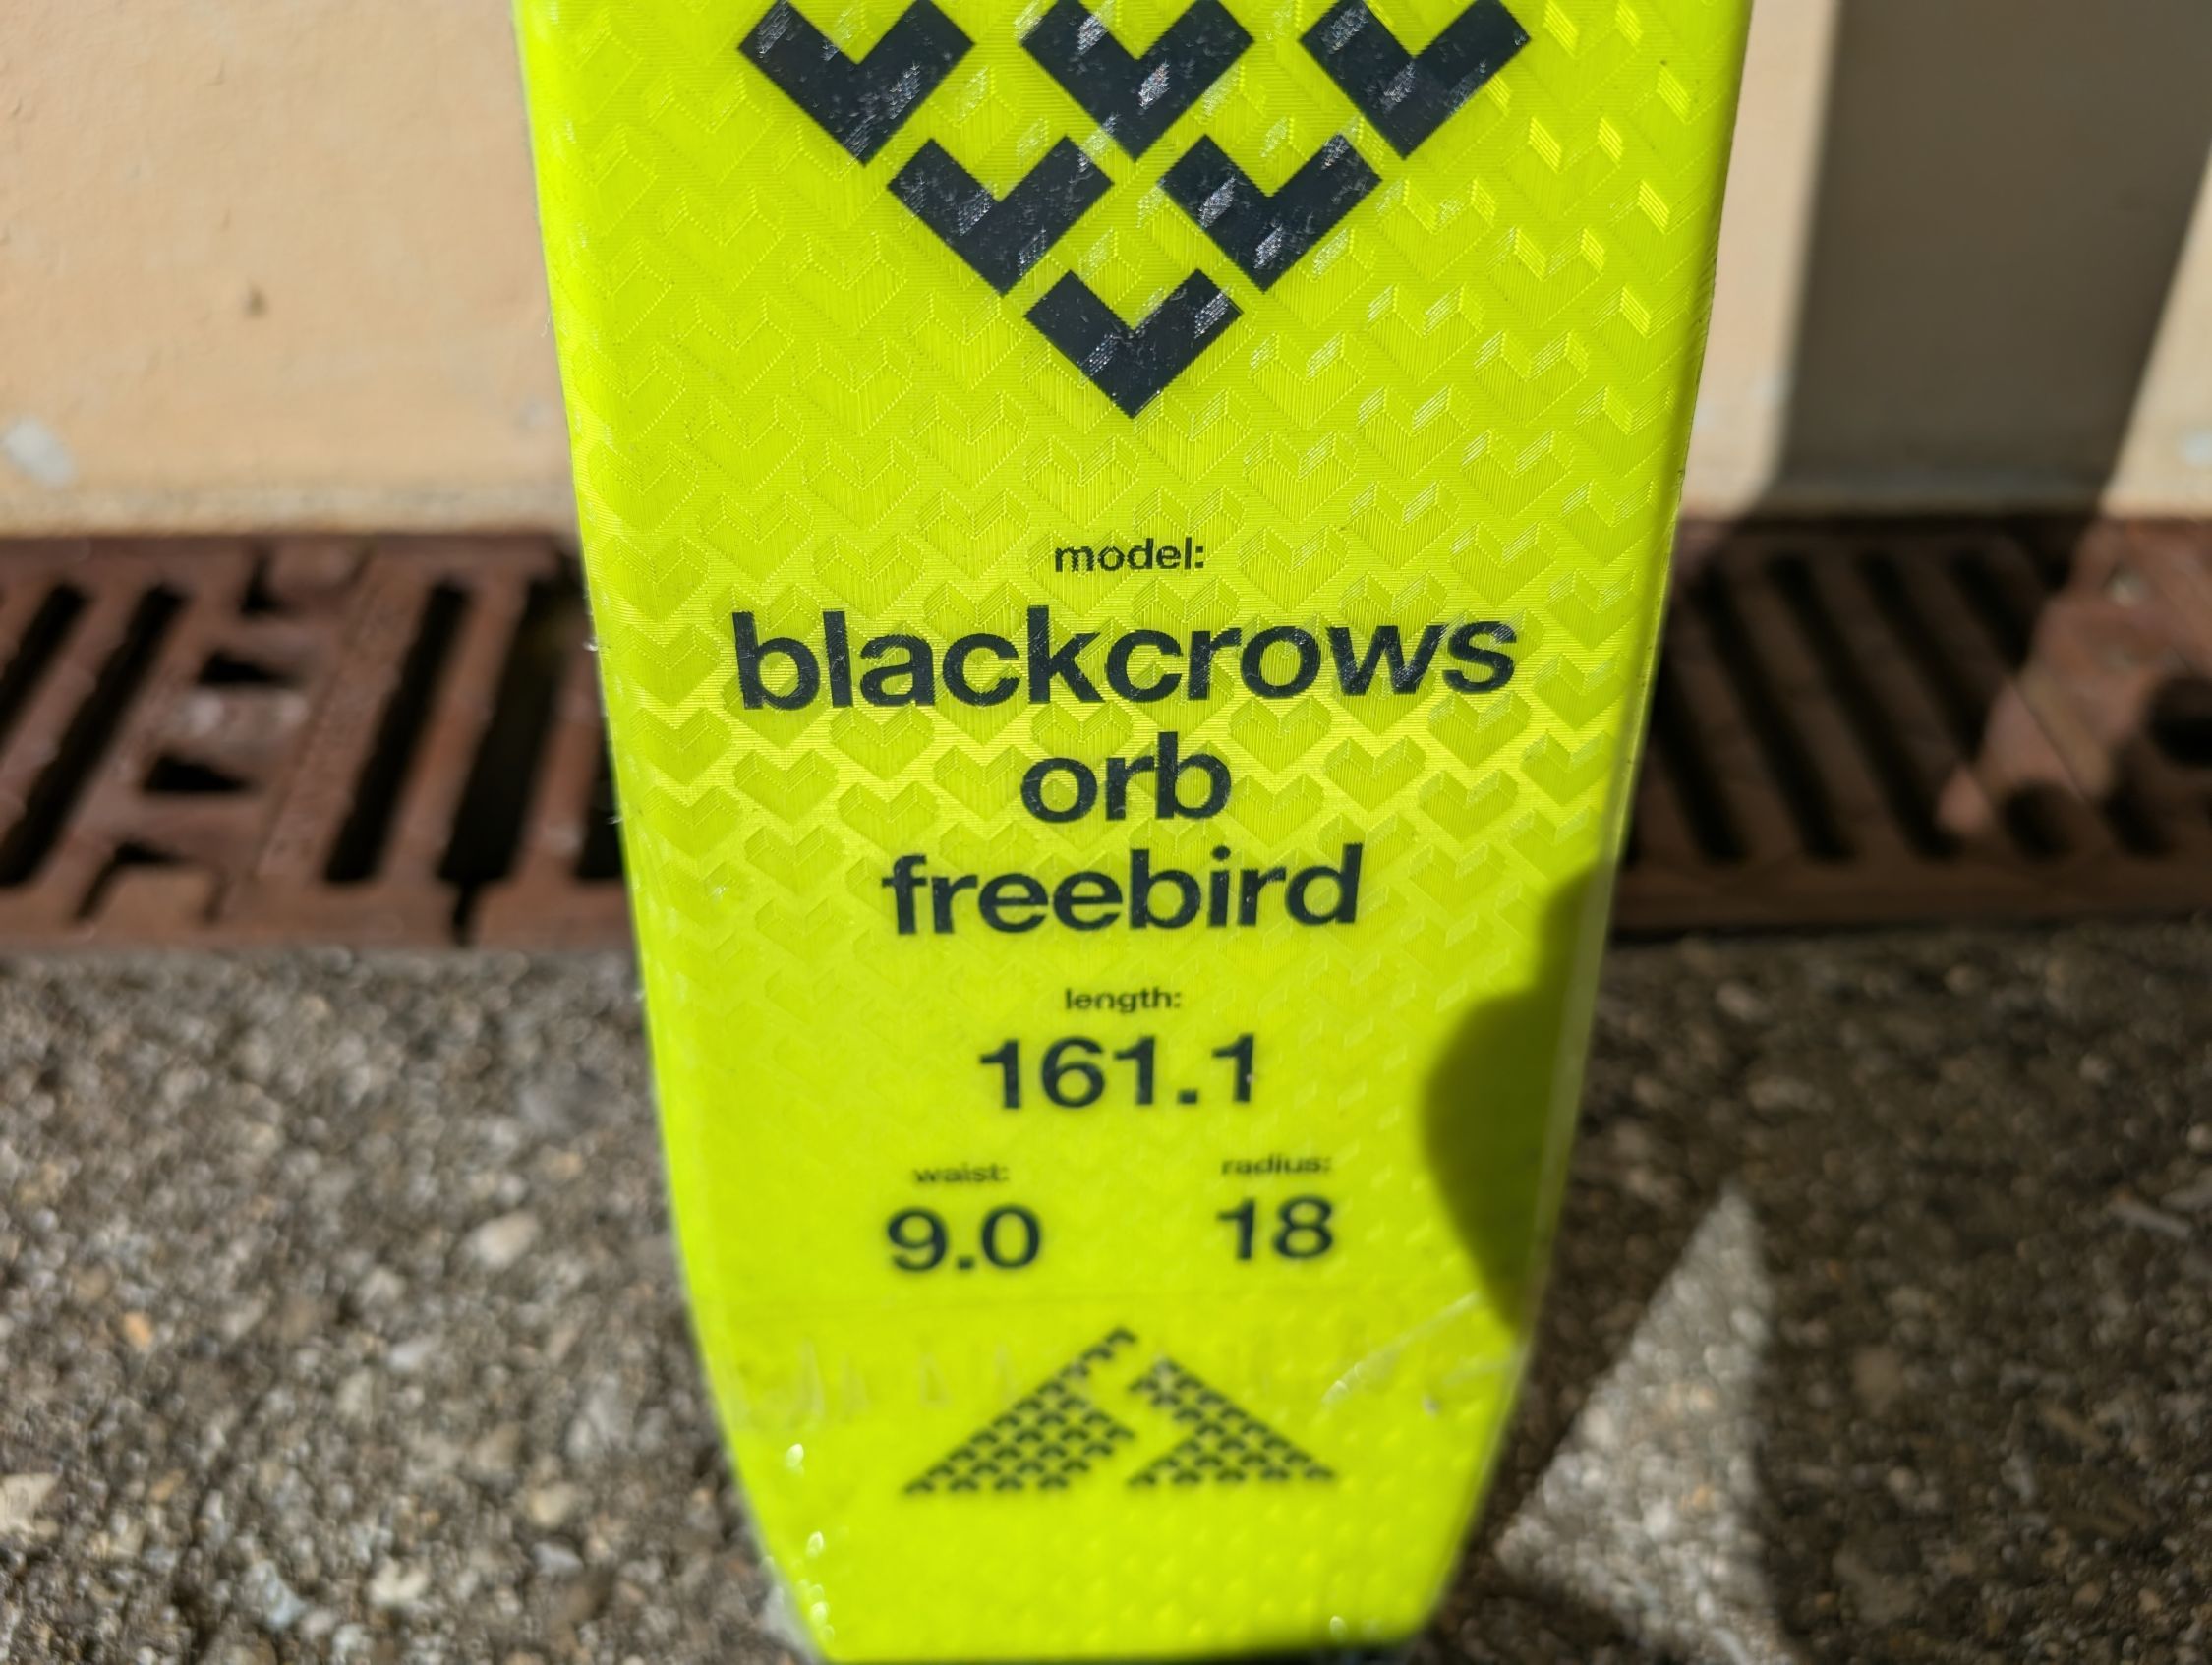 model:
blackcrows
orb
freebird
length:
161.1
waist: radius:
9.0 18